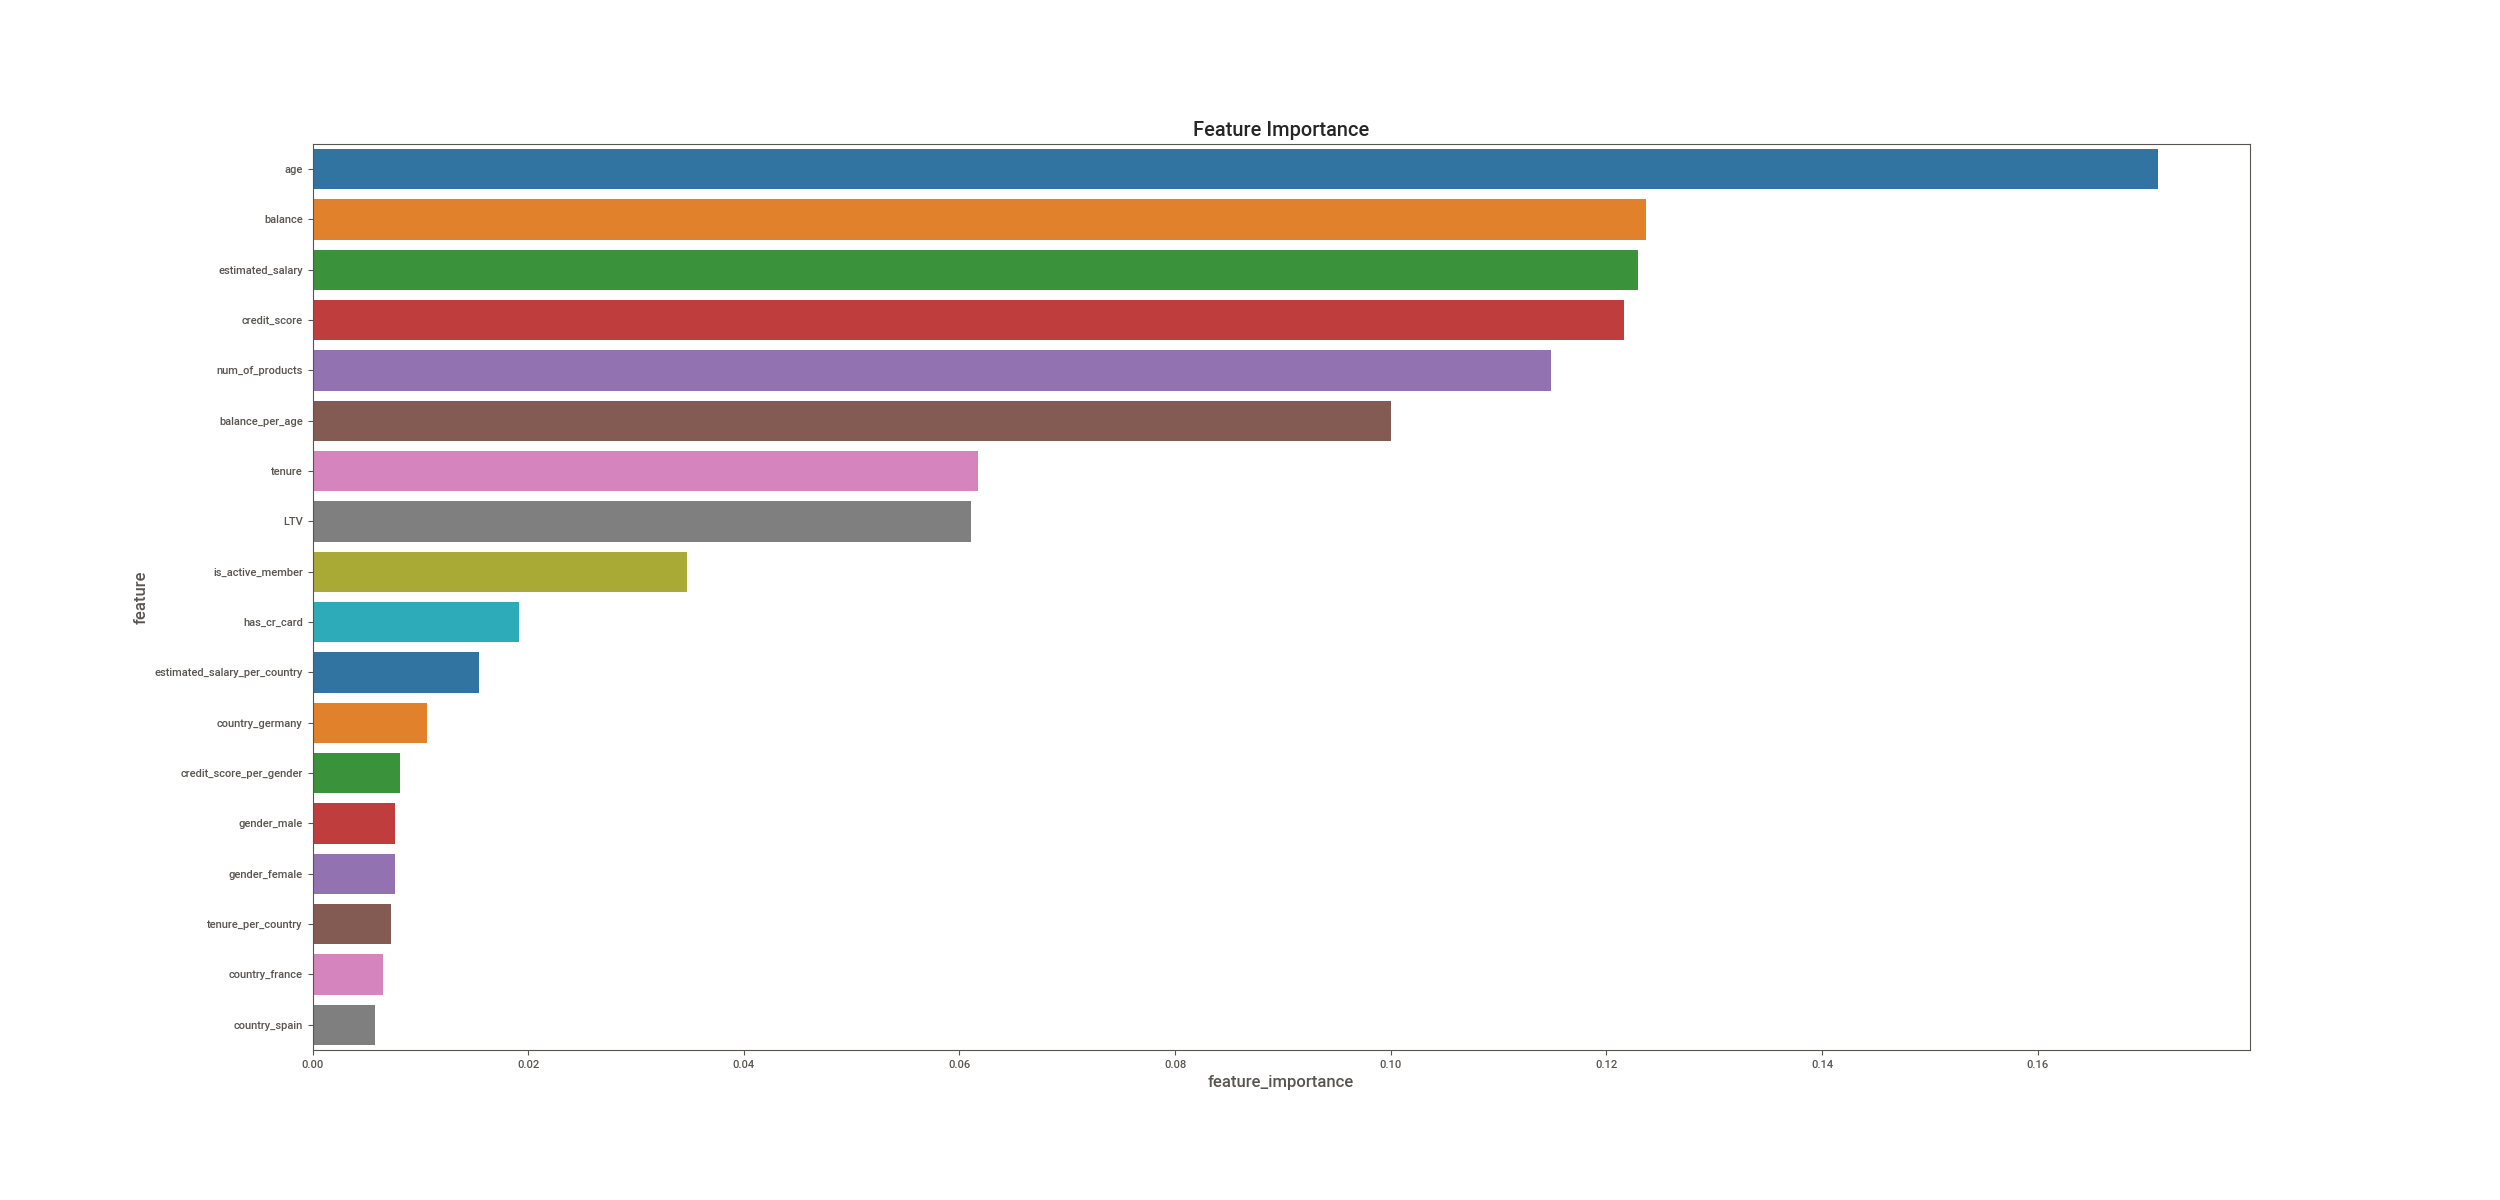 Feature Importance
age
balance
estimated_salary
credit_score
num_of_products
balance_per_age
tenure
LTV
is_active_member
has_cr_card
estimated_salary_per_country
country_germany
credit_score_per_gender
gender_male
gender_female
tenure_per_country
country_france
country_spain
feature
0.00 0.02 0.04 0.06 0.08 0.10 0.12 0.14 0.16
feature_importance